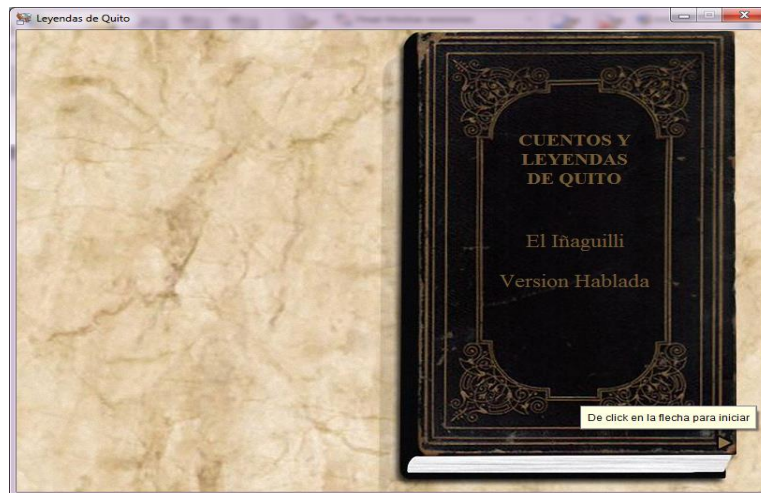 Leyendas de Quito
CUENTOS Y
LEYENDAS
DE QUITO
El Iñaguilli
Version Hablada
De click en la flecha para iniciar